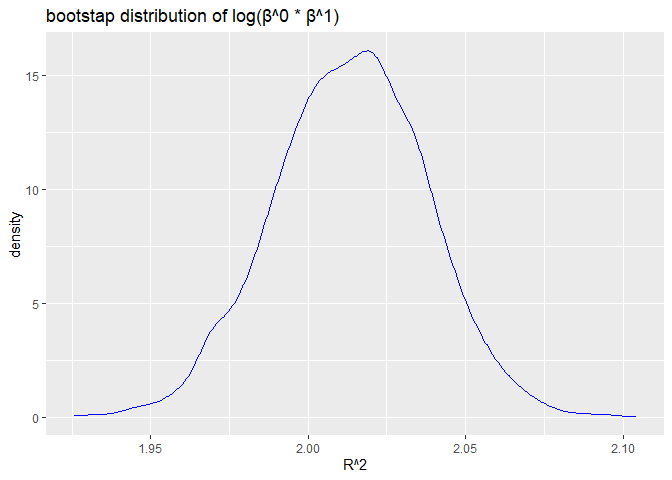 bootstap distribution of log(β^0 * β^1)
15
10
5
0
density
1.95 2.00 2.05 2.10
R^2